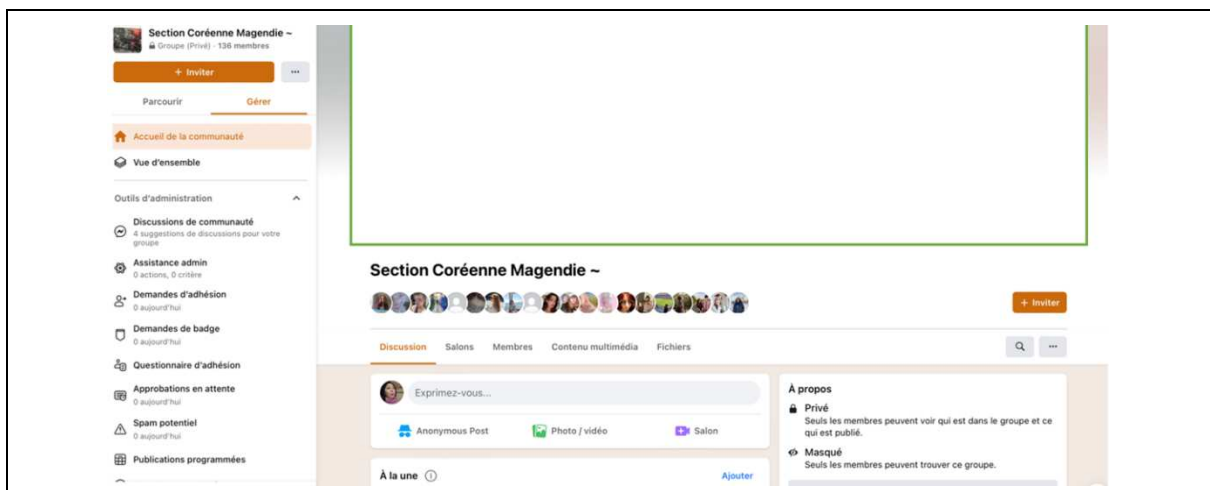 Section Coréenne Magendie ~
Groupe (Privé) · 136 membres
+ Inviter
Parcourir
Gérer
Accueil de la communauté
Vue d'ensemble
Outils d'administration
Discussions de communauté
4 suggestions de discussions pour votre
groupe
Assistance admin
0 actions, 0 critère
Demandes d'adhésion
0 aujourd'hui
Demandes de badge
0 aujourd'hui
Questionnaire d'adhésion
Approbations en attente
0 aujourd'hui
Spam potentiel
0 aujourd'hui
Publications programmées
Section Coréenne Magendie ~
+ Inviter
Discussion Salons Membres Contenu multimédia Fichiers
Exprimez-vous...
Anonymous Post Photo / vidéo Salon
À la une
Ajouter
À propos
Privé
Seuls les membres peuvent voir qui est dans le groupe et ce
qui est publié.
Masqué
Seuls les membres peuvent trouver ce groupe.